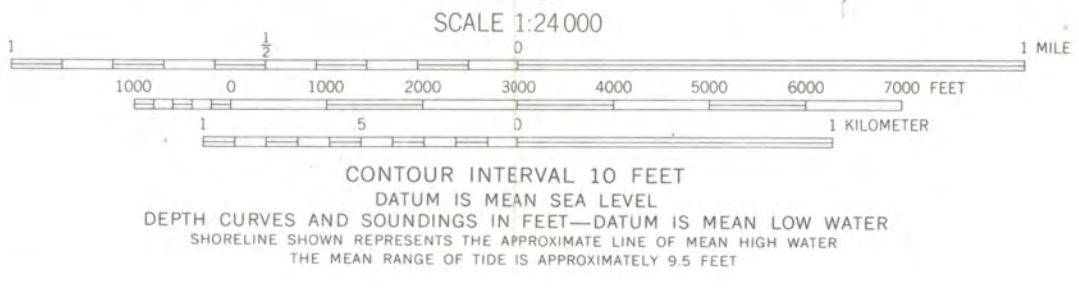 SCALE 1:24000
1 ½ 0 1 MILE
1000 0 1000 2000 3000 4000 5000 6000 7000 FEET
1 .5 0 1 KILOMETER
CONTOUR INTERVAL 10 FEET
DATUM IS MEAN SEA LEVEL
DEPTH CURVES AND SOUNDINGS IN FEET—DATUM IS MEAN LOW WATER
SHORELINE SHOWN REPRESENTS THE APPROXIMATE LINE OF MEAN HIGH WATER
THE MEAN RANGE OF TIDE IS APPROXIMATELY 9.5 FEET